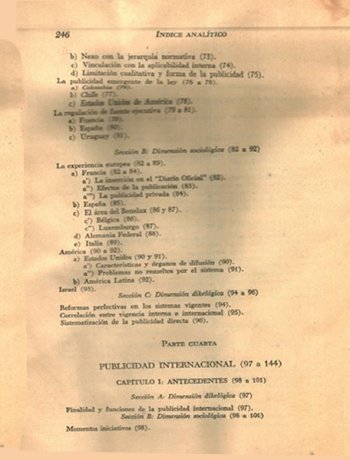 246
ÍNDICE ANALÍTICO
b) Nexo con la jerarquía normativa (73).
c) Vinculación con la aplicabilidad interna (74).
d) Limitación cualitativa y forma de la publicidad (75).
La publicidad emergente de la ley (76 a 78).
a) Colombia (76).
b) Chile (77).
c) Estados Unidos de América (78).
La regulación de fuente ejecutiva (79 a 81).
a) Francia (79).
b) España (80).
c) Uruguay (81).
Sección B: Dimensión sociológica (82 a 92)
La experiencia europea (82 a 89).
a) Francia (82 a 84).
a') La inserción en el "Diario Oficial" (82).
a'') Efectos de la publicación (83).
a''') La publicidad privada (84).
b) España (85).
c) El área del Benelux (86 y 87).
c') Bélgica (86).
c'') Luxemburgo (87).
d) Alemania Federal (88).
e) Italia (89).
América (90 a 92).
a) Estados Unidos (90 y 91).
a') Características y órganos de difusión (90).
a'') Problemas no resueltos por el sistema (91).
b) América Latina (92).
Israel (93).
Sección C: Dimensión dikelógica (94 a 96)
Reformas perfectivas en los sistemas vigentes (94).
Correlación entre vigencia interna e internacional (95).
Sistematización de la publicidad directa (96).
PARTE CUARTA
PUBLICIDAD INTERNACIONAL (97 a 144)
CAPÍTULO I: ANTECEDENTES (98 a 101)
Sección A: Dimensión dikelógica (97)
Finalidad y funciones de la publicidad internacional (97).
Sección B: Dimensión sociológica (98 a 101)
Momentos iniciativos (98).